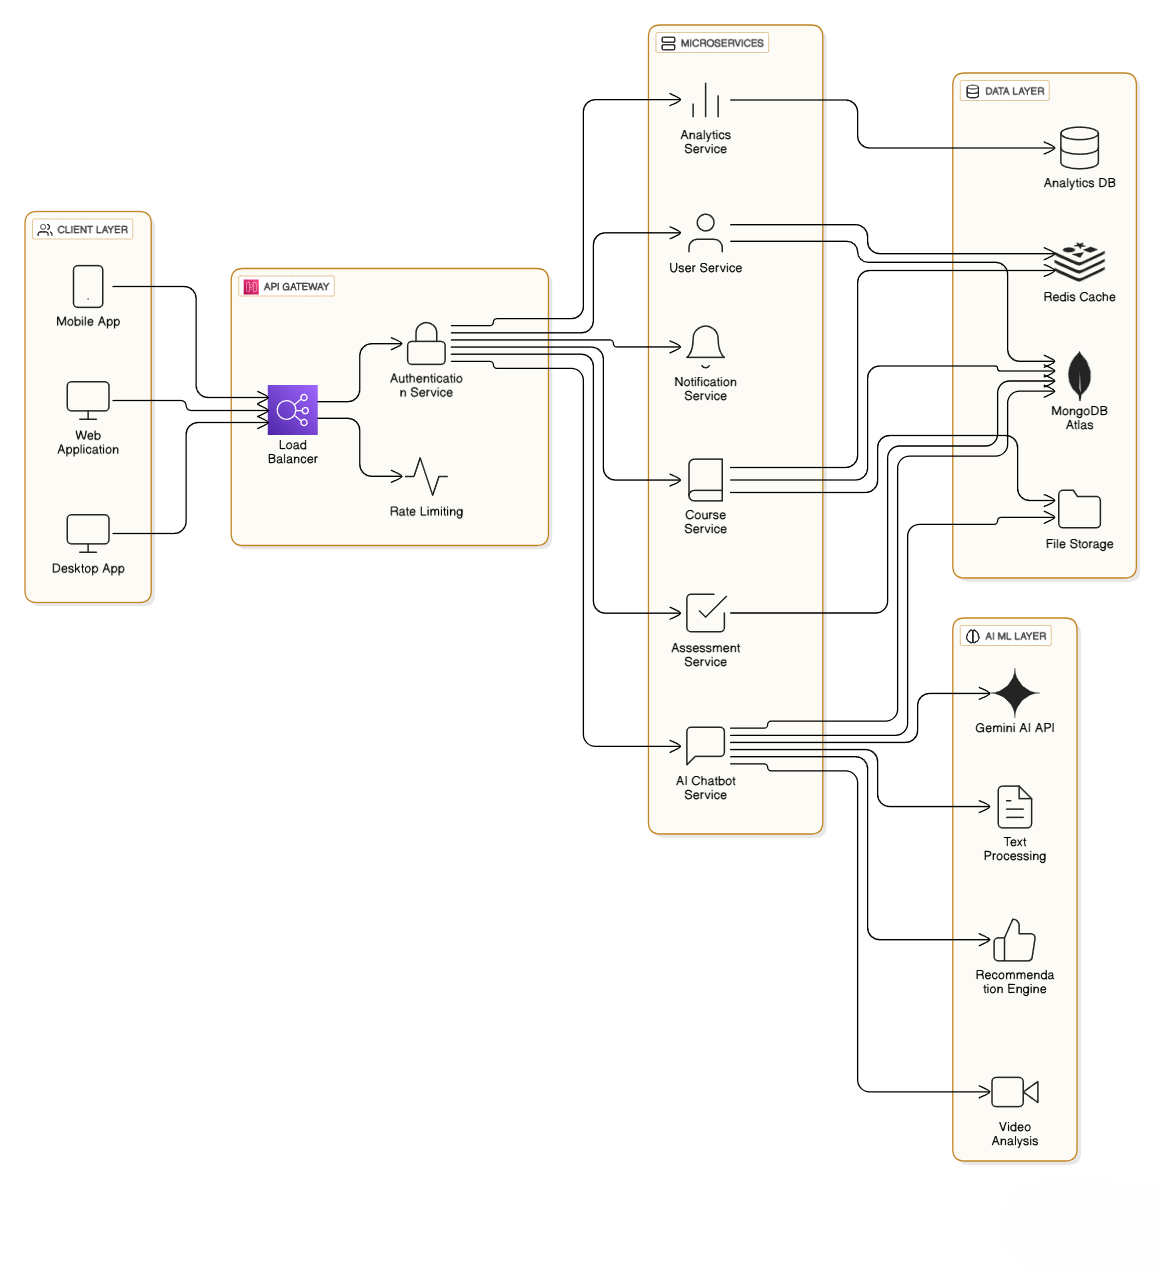 CLIENT LAYER
Mobile App
Web
Application
Desktop App
API GATEWAY
Authenticatio
n Service
Load
Balancer
Rate Limiting
MICROSERVICES
Analytics
Service
User Service
Notification
Service
Course
Service
Assessment
Service
AI Chatbot
Service
DATA LAYER
Analytics DB
Redis Cache
MongoDB
Atlas
File Storage
AI ML LAYER
Gemini AI API
Text
Processing
Recommenda
tion Engine
Video
Analysis